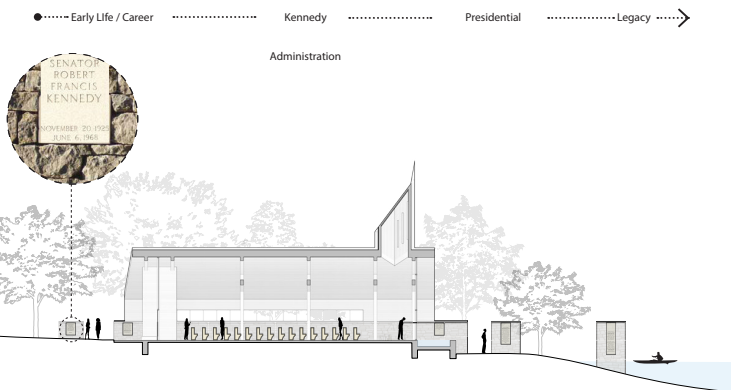 Early LIfe / Career
Kennedy
Presidential
Legacy
Administration
SENATOR
ROBERT
FRANCIS
KENNEDY
NOVEMBER 20, 1925
JUNE 6, 1968